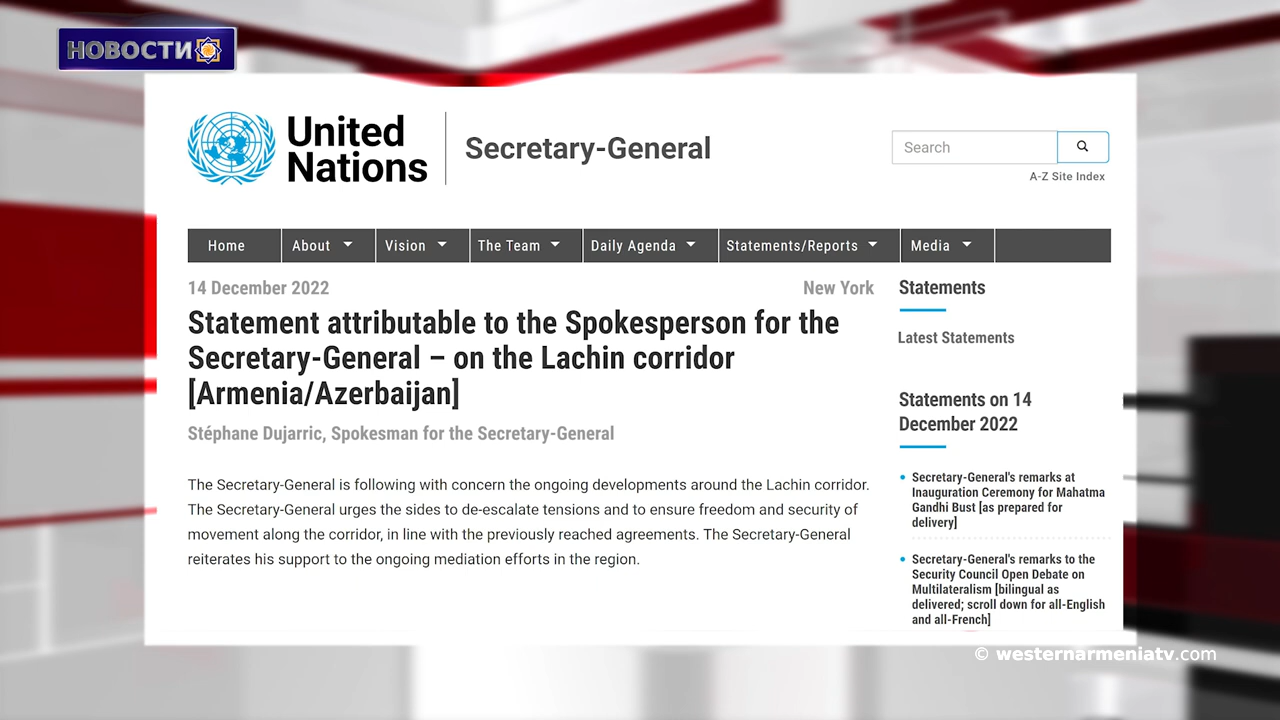 НОВОСТИ
United
Nations
Secretary-General
Search
A-Z Site Index
Home
About
Vision
The Team
Daily Agenda
Statements/Reports
Media
14 December 2022
New York
Statement attributable to the Spokesperson for the
Secretary-General – on the Lachin corridor
[Armenia/Azerbaijan]
Stéphane Dujarric, Spokesman for the Secretary-General
The Secretary-General is following with concern the ongoing developments around the Lachin corridor.
The Secretary-General urges the sides to de-escalate tensions and to ensure freedom and security of
movement along the corridor, in line with the previously reached agreements. The Secretary-General
reiterates his support to the ongoing mediation efforts in the region.
Statements
Latest Statements
Statements on 14
December 2022
Secretary-General's remarks at
Inauguration Ceremony for Mahatma
Gandhi Bust [as prepared for
delivery]
Secretary-General's remarks to the
Security Council Open Debate on
Multilateralism [bilingual as
delivered; scroll down for all-English
and all-French]
© westernarmeniatv.com